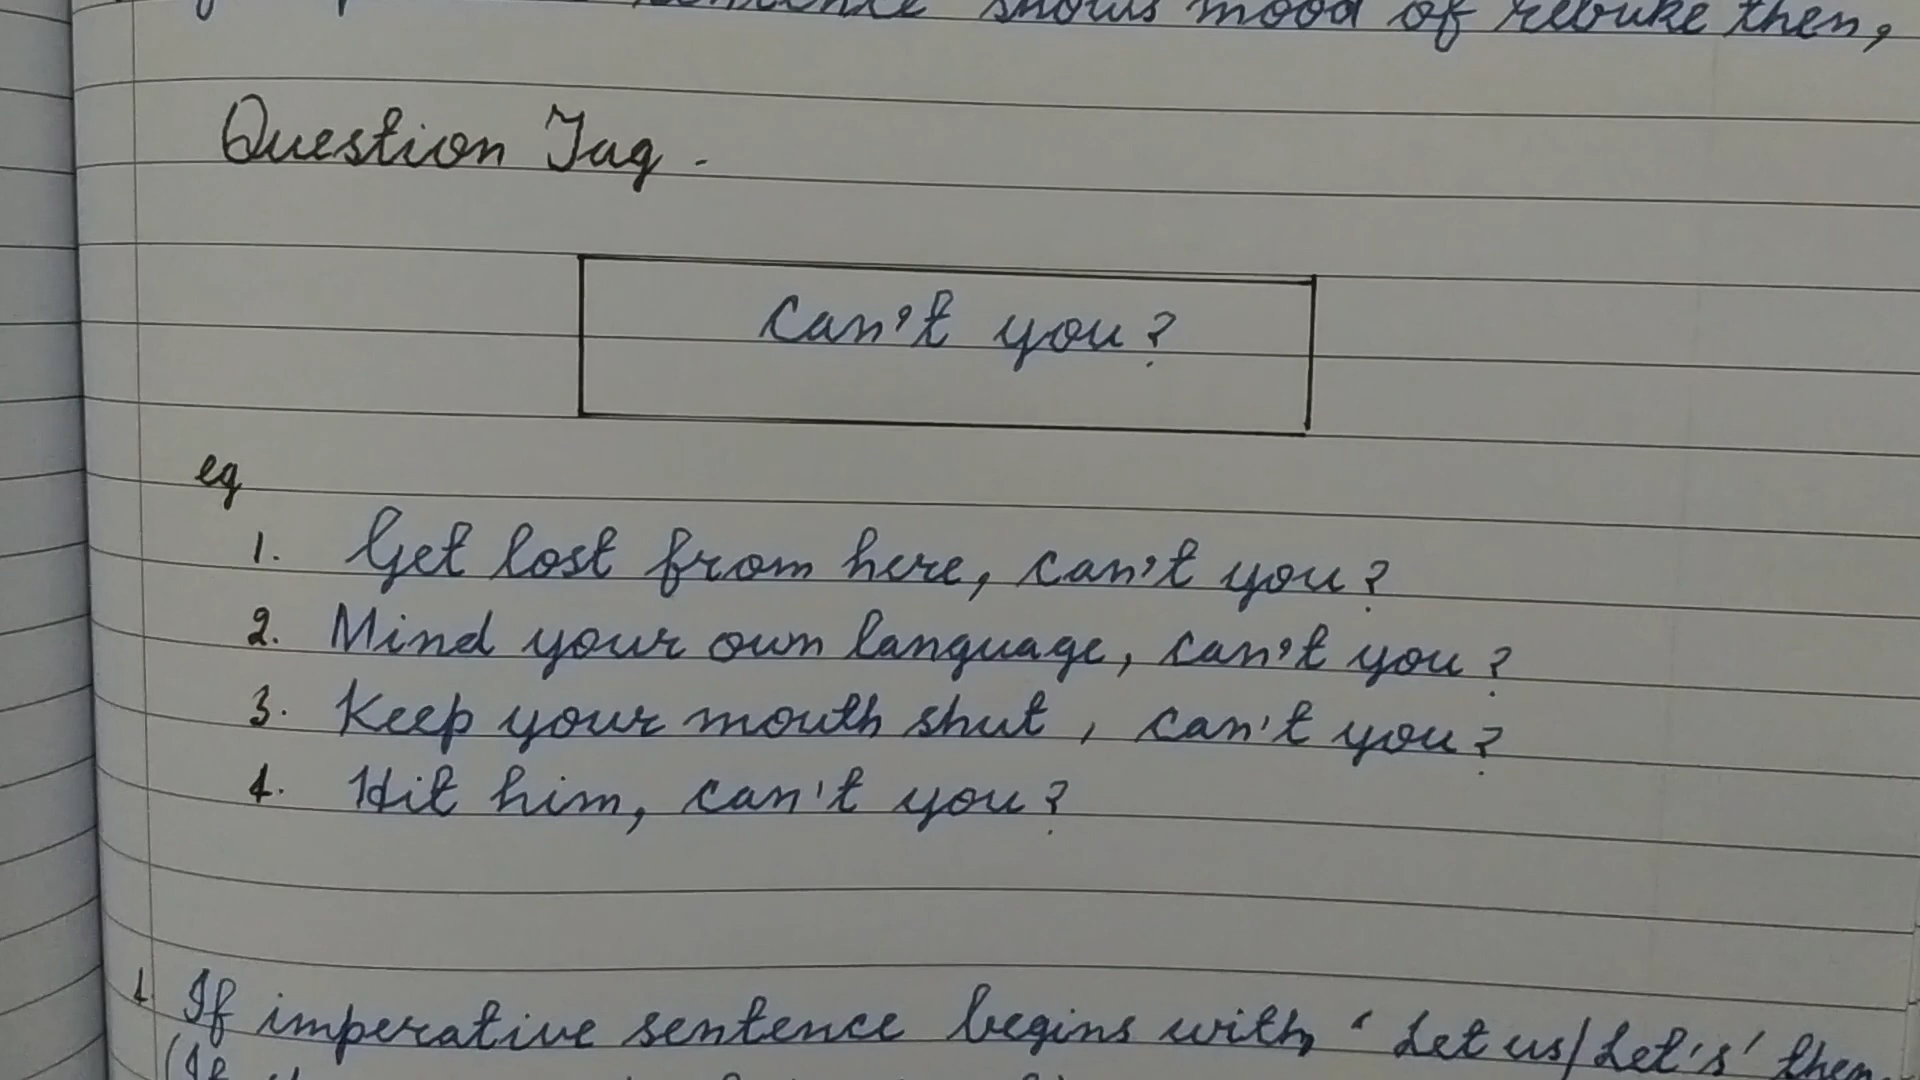 sentence shows mood of rebuke then,
Question Tag.
can't you?
eg
1. Get lost from here, can't you?
2. Mind your own language, can't you?
3. Keep your mouth shut, can't you?
4. Hit him, can't you?
If imperative sentence begins with 'Let us/Let's' then
(If